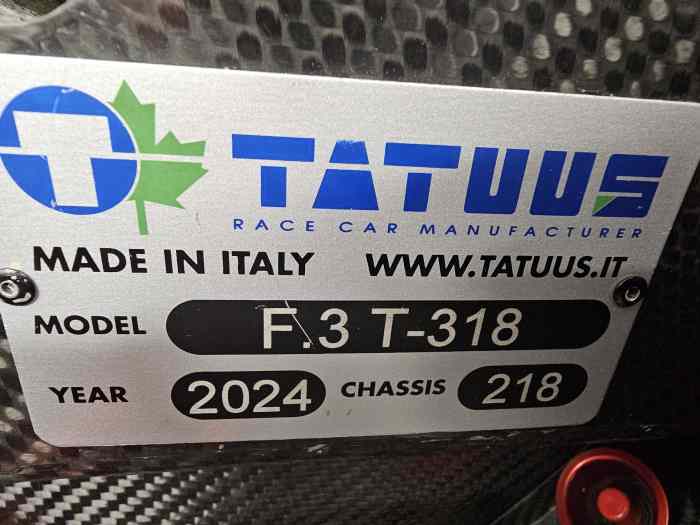 T TATUUS
RACE CAR MANUFACTURER
MADE IN ITALY WWW.TATUUS.IT
MODEL F.3 T-318
YEAR 2024 CHASSIS 218